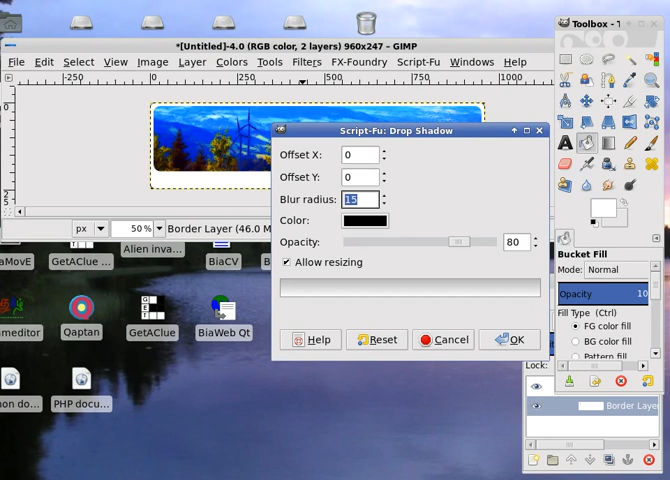 *[Untitled]-4.0 (RGB color, 2 layers) 960x247 – GIMP
File Edit Select View Image Layer Colors Tools Filters FX-Foundry Script-Fu Windows Help
-250 0 250 500 750 1000
0
px 50% Border Layer (46.0 M
Script-Fu: Drop Shadow
Offset X: 0
Offset Y: 0
Blur radius: 15
Color:
Opacity: 80
Allow resizing
Help Reset Cancel OK
Toolbox - T
Bucket Fill
Mode: Normal
Opacity 10
Fill Type (Ctrl)
FG color fill
BG color fill
Pattern fill
Lock:
Border Layer
Alien inva...
aMovE GetAClue ... BiaCV
ameditor Qaptan GetAClue BiaWeb Qt
hon do... PHP docu...